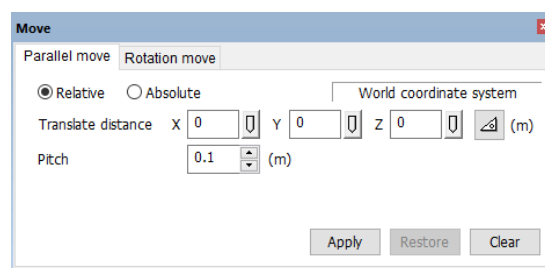 Move
Parallel move Rotation move
Relative Absolute World coordinate system
Translate distance X 0 Y 0 Z 0 (m)
Pitch 0.1 (m)
Apply Restore Clear